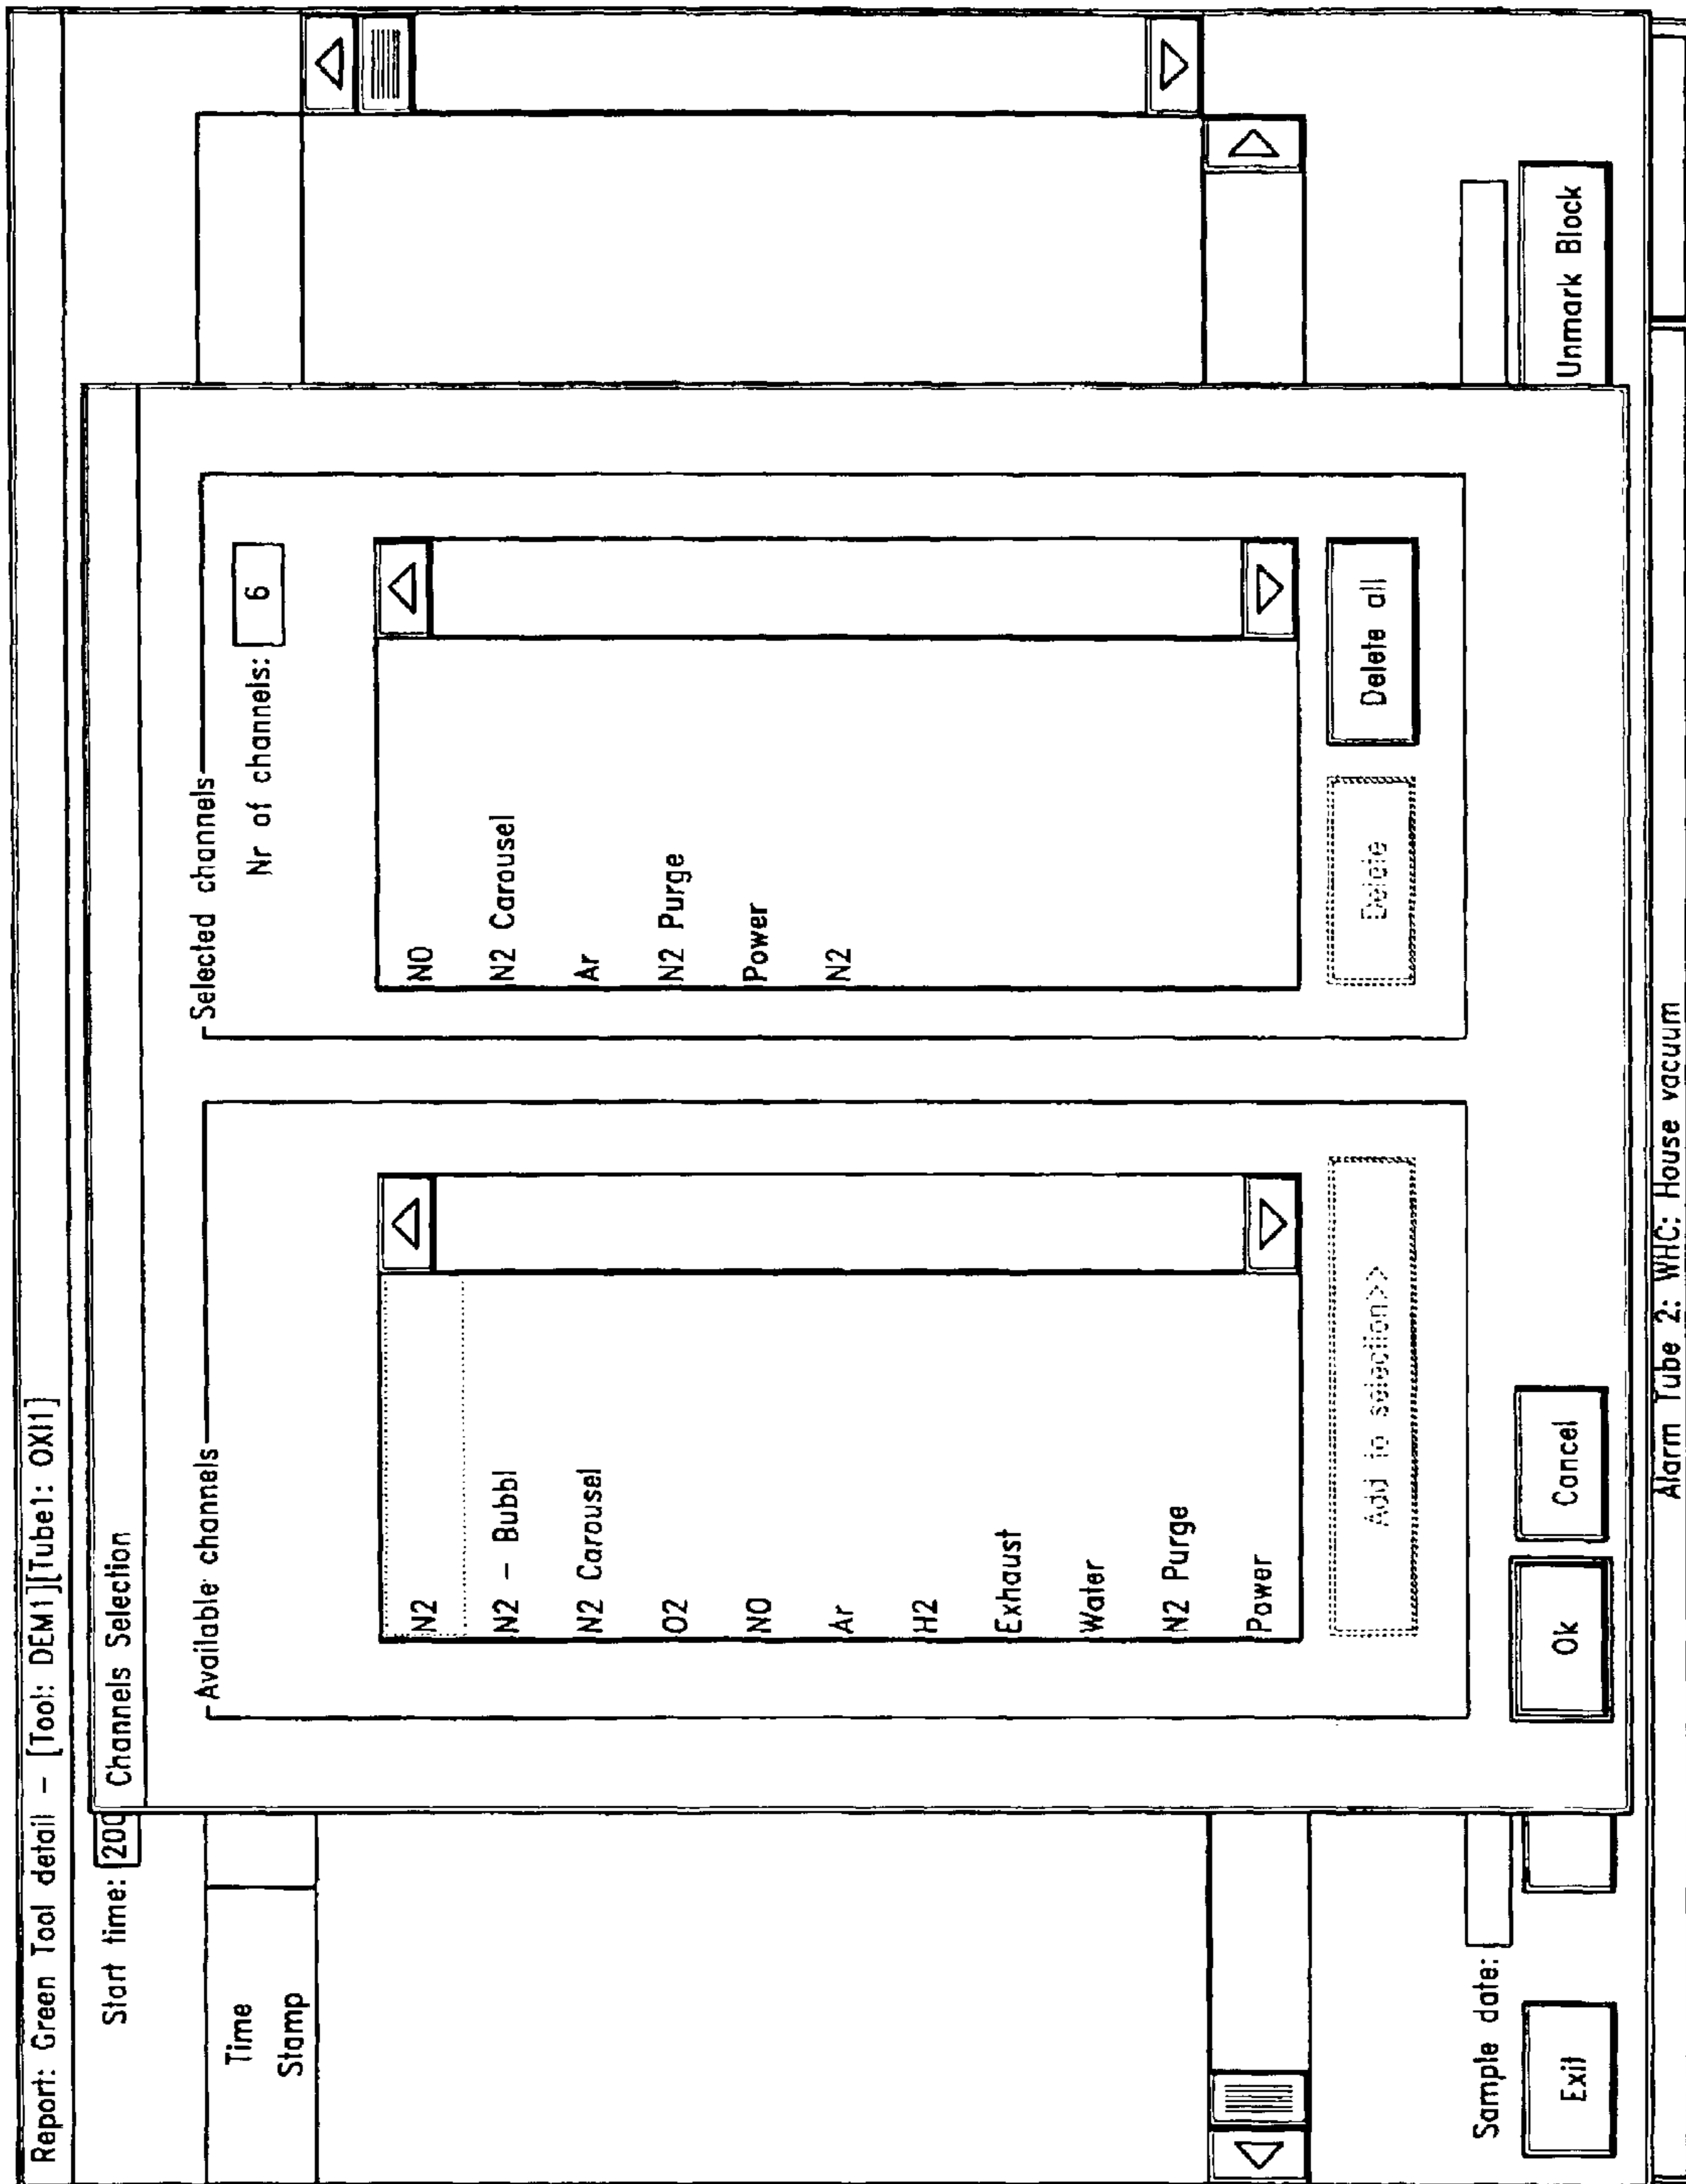 Report: Green Tool detail – [Tool: DEM1][Tube1: OXI1]
Start time: 200
Channels Selection
Time
Stamp
Available channels
N2
N2 – Bubbl
N2 Carousel
O2
NO
Ar
H2
Exhaust
Water
N2 Purge
Power
Add to selection>>
Selected channels
Nr of channels: 6
NO
N2 Carousel
Ar
N2 Purge
Power
N2
Delete
Delete all
Ok
Cancel
Sample date:
Exit
Unmark Block
Alarm Tube 2: WHC: House vacuum